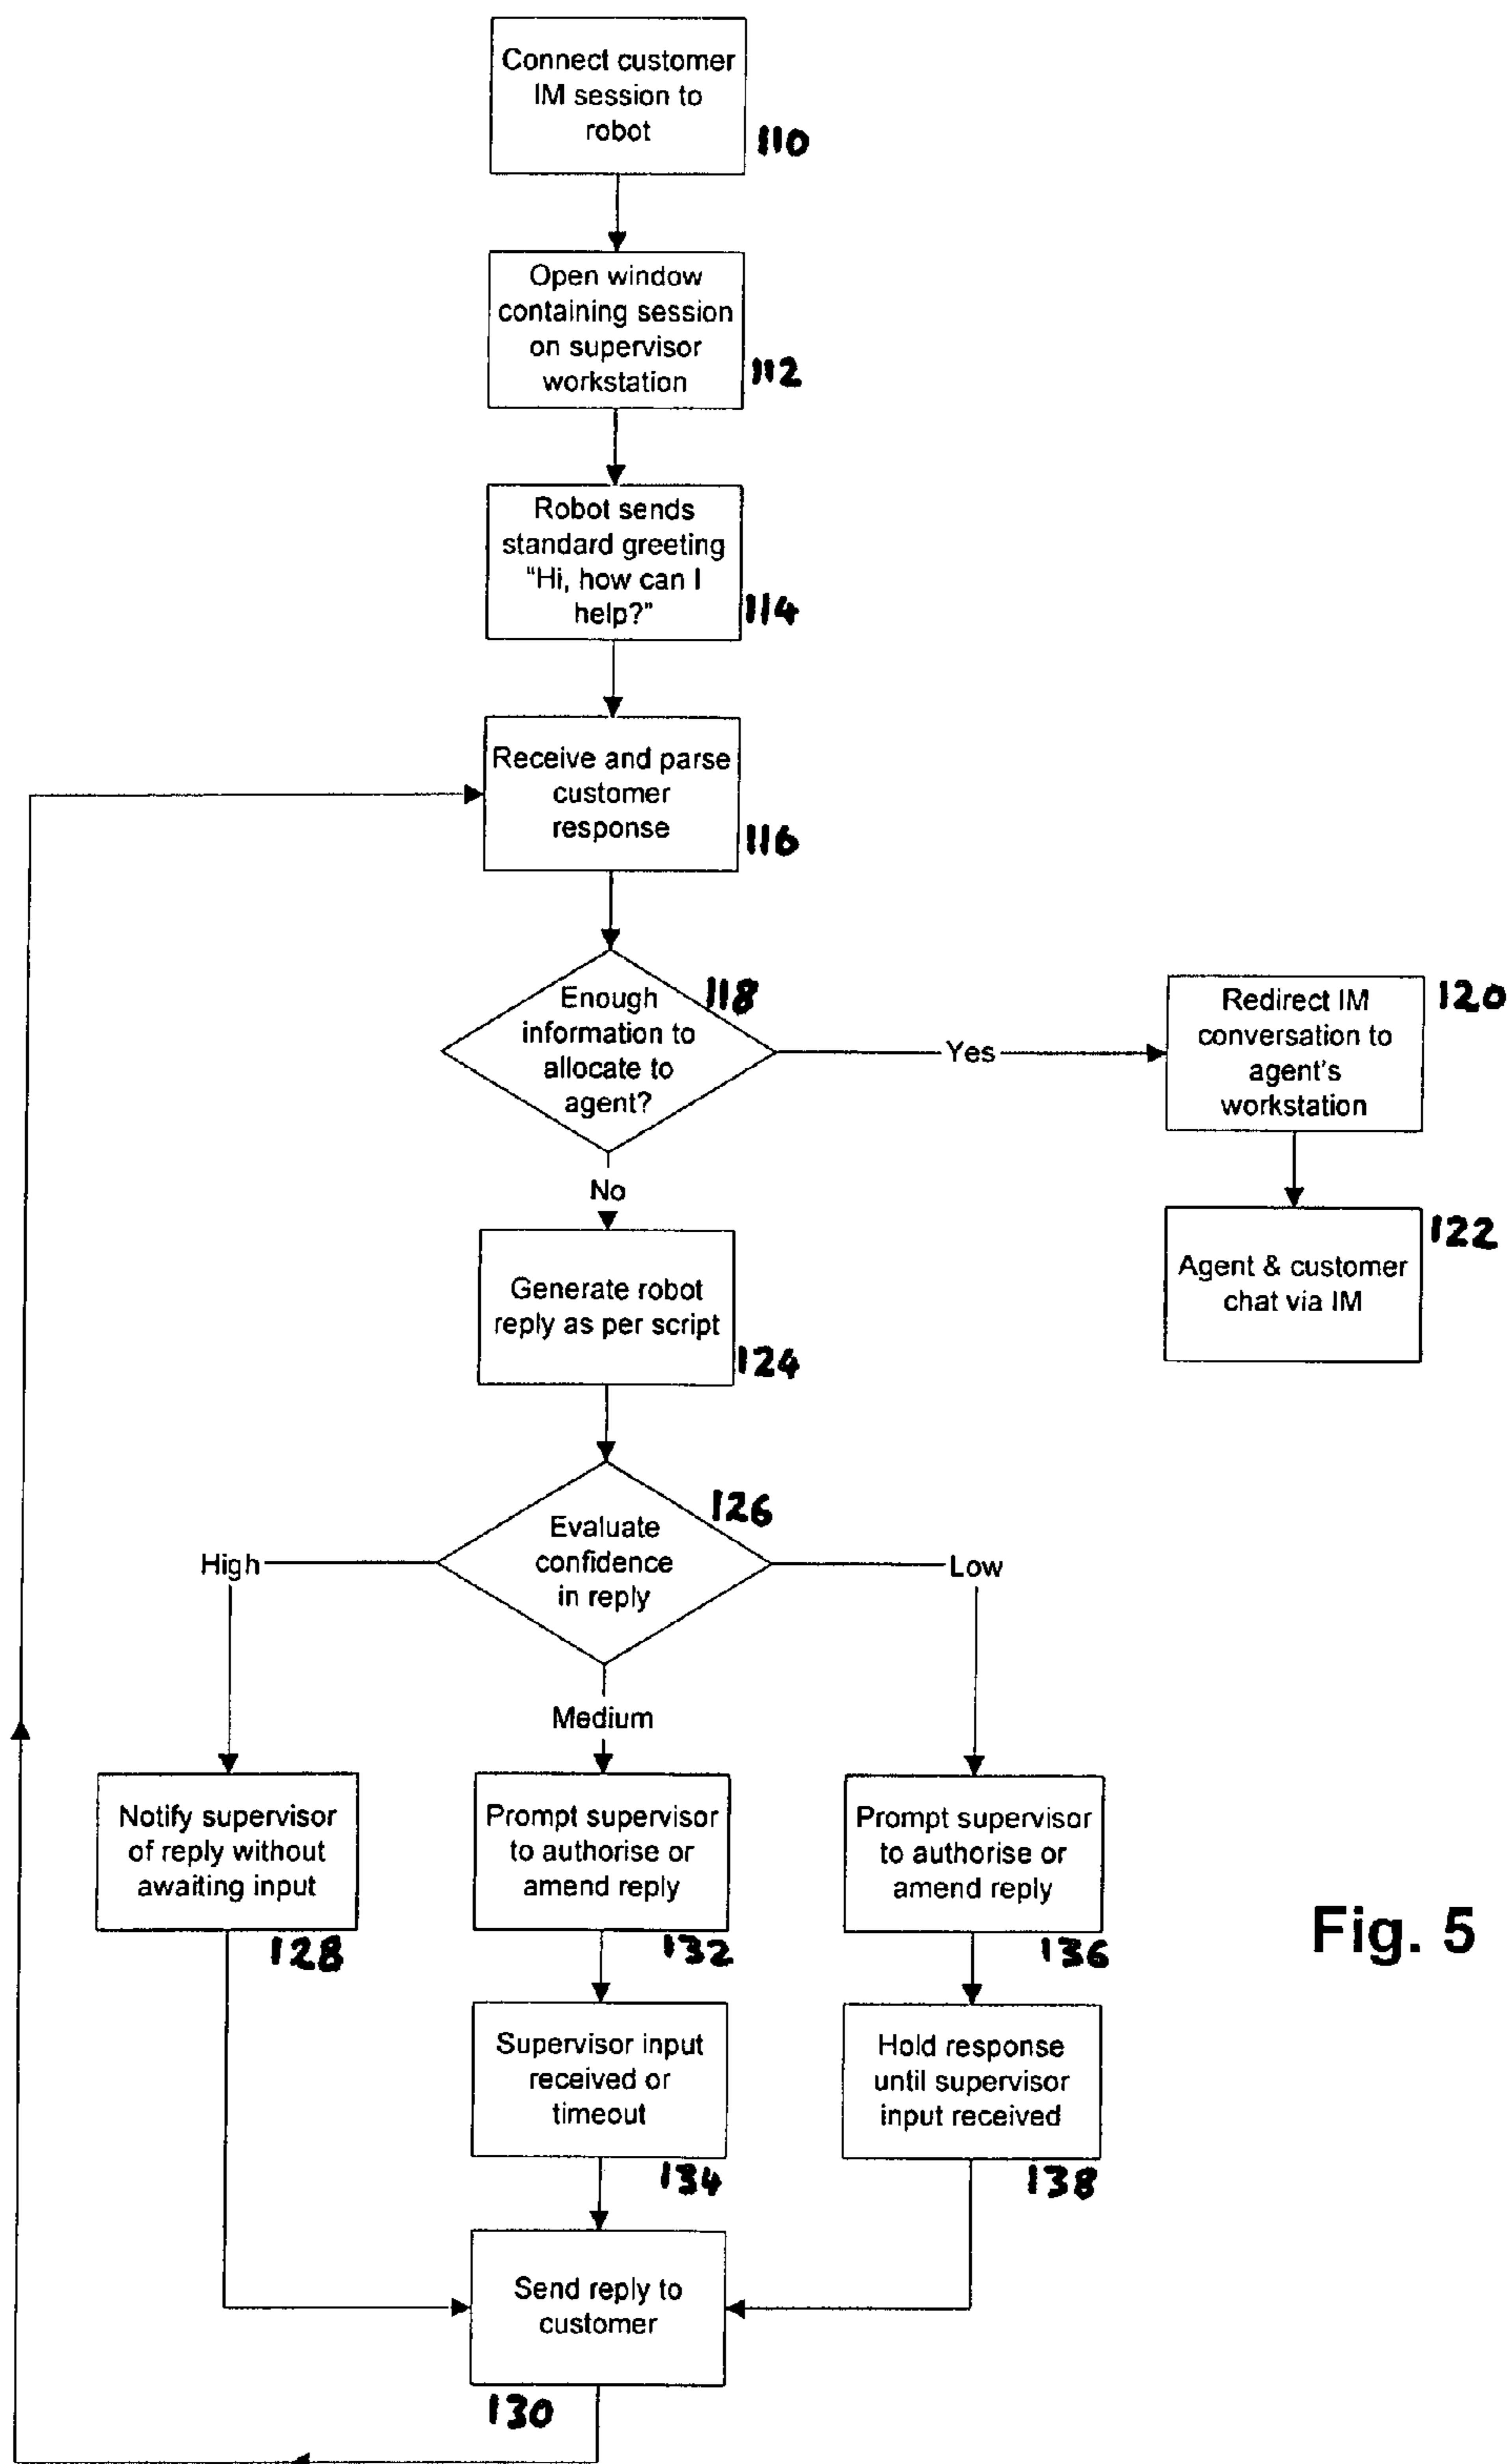 Connect customer
IM session to
robot
110
Open window
containing session
on supervisor
workstation
112
Robot sends
standard greeting
"Hi, how can I
help?"
114
Receive and parse
customer
response
116
Enough
information to
allocate to
agent?
118
Yes
Redirect IM
conversation to
agent's
workstation
120
Agent & customer
chat via IM
122
No
Generate robot
reply as per script
124
Evaluate
confidence
in reply
126
High
Medium
Low
Notify supervisor
of reply without
awaiting input
128
Prompt supervisor
to authorise or
amend reply
132
Prompt supervisor
to authorise or
amend reply
136
Fig. 5
Supervisor input
received or
timeout
134
Hold response
until supervisor
input received
138
Send reply to
customer
130